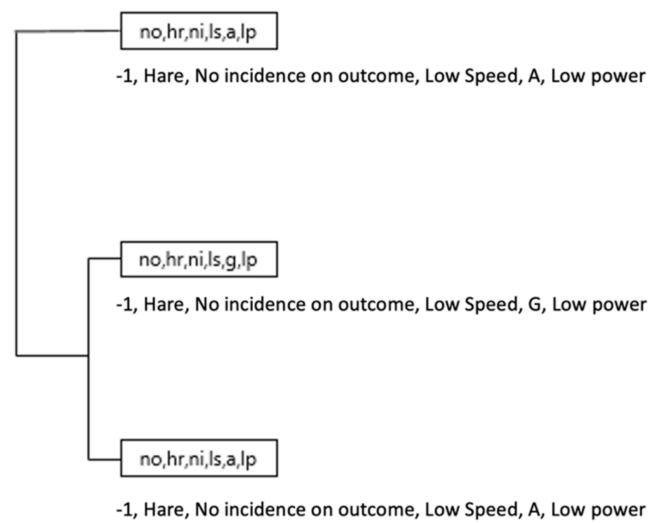 no,hr,ni,ls,a,lp
-1, Hare, No incidence on outcome, Low Speed, A, Low power
no,hr,ni,ls,g,lp
-1, Hare, No incidence on outcome, Low Speed, G, Low power
no,hr,ni,ls,a,lp
-1, Hare, No incidence on outcome, Low Speed, A, Low power